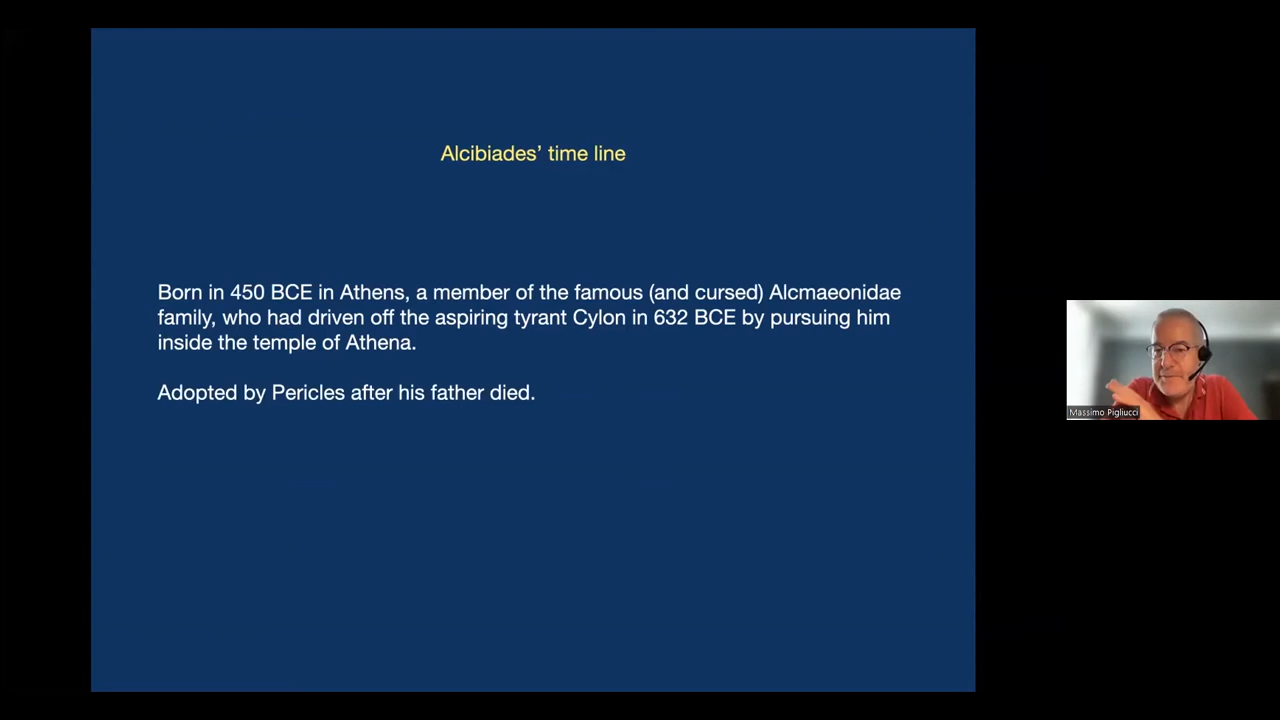 Alcibiades’ time line
Born in 450 BCE in Athens, a member of the famous (and cursed) Alcmaeonidae
family, who had driven off the aspiring tyrant Cylon in 632 BCE by pursuing him
inside the temple of Athena.
Adopted by Pericles after his father died.
Massimo Pigliucci